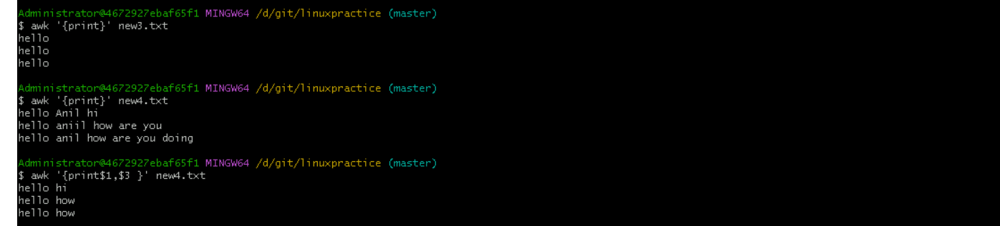 Administrator@4672927ebaf65f1 MINGW64 /d/git/linuxpractice (master)
$ awk '{print}' new3.txt
hello
hello
hello
Administrator@4672927ebaf65f1 MINGW64 /d/git/linuxpractice (master)
$ awk '{print}' new4.txt
hello Anil hi
hello aniil how are you
hello anil how are you doing
Administrator@4672927ebaf65f1 MINGW64 /d/git/linuxpractice (master)
$ awk '{print$1,$3 }' new4.txt
hello hi
hello how
hello how